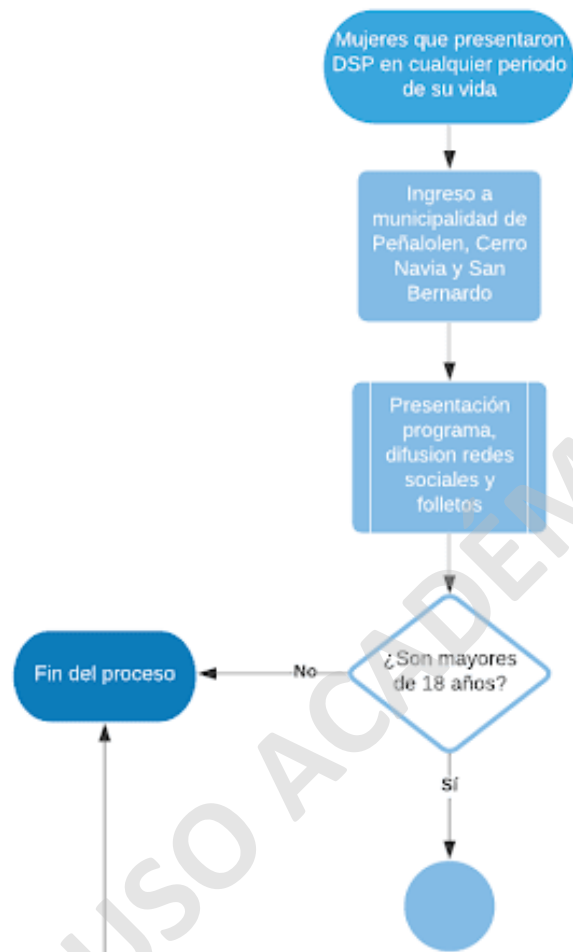 Mujeres que presentaron
DSP en cualquier periodo
de su vida
Ingreso a
municipalidad de
Peñalolen, Cerro
Navia y San
Bernardo
Presentación
programa,
difusion redes
sociales y
folletos
¿Son mayores
de 18 años?
No
Fin del proceso
Sí
USO ACADÉM